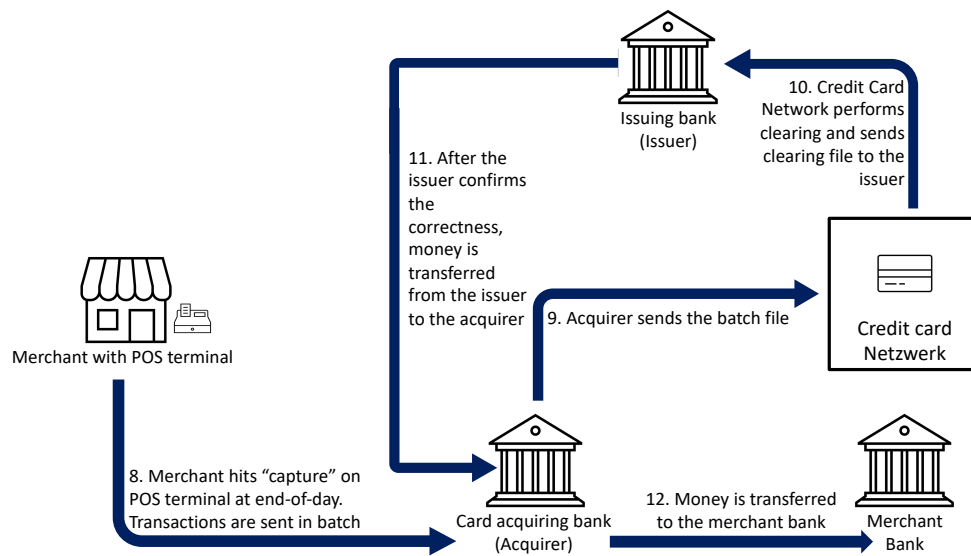 10. Credit Card
Network performs
clearing and sends
clearing file to the
issuer
Issuing bank
(Issuer)
11. After the
issuer confirms
the
correctness,
money is
transferred
from the issuer
to the acquirer
9. Acquirer sends the batch file
Credit card
Netzwerk
Merchant with POS terminal
8. Merchant hits “capture” on
POS terminal at end-of-day.
Transactions are sent in batch
Card acquiring bank
(Acquirer)
12. Money is transferred
to the merchant bank
Merchant
Bank